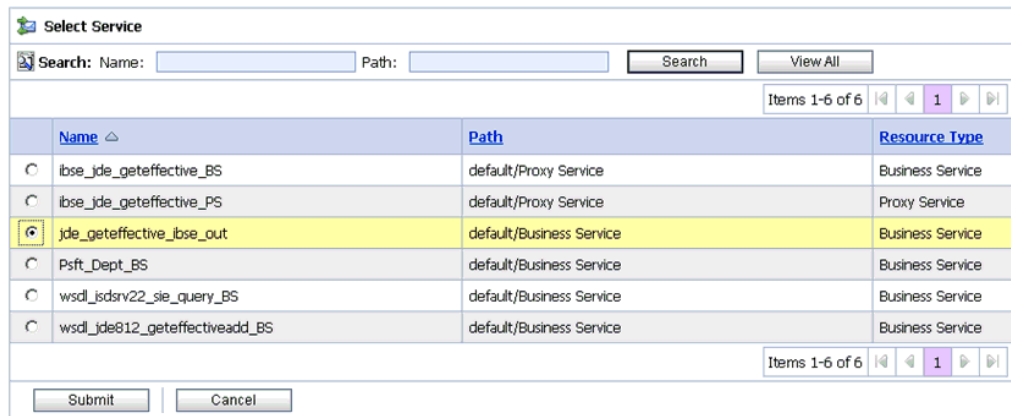 Select Service
Search: Name: Path: Search View All
Items 1-6 of 6 1
Name Path Resource Type
ibse_jde_geteffective_BS default/Proxy Service Business Service
ibse_jde_geteffective_PS default/Proxy Service Proxy Service
jde_geteffective_ibse_out default/Business Service Business Service
Psft_Dept_BS default/Business Service Business Service
wsdl_isdsrv22_sie_query_BS default/Business Service Business Service
wsdl_jde812_geteffectiveadd_BS default/Business Service Business Service
Items 1-6 of 6 1
Submit Cancel